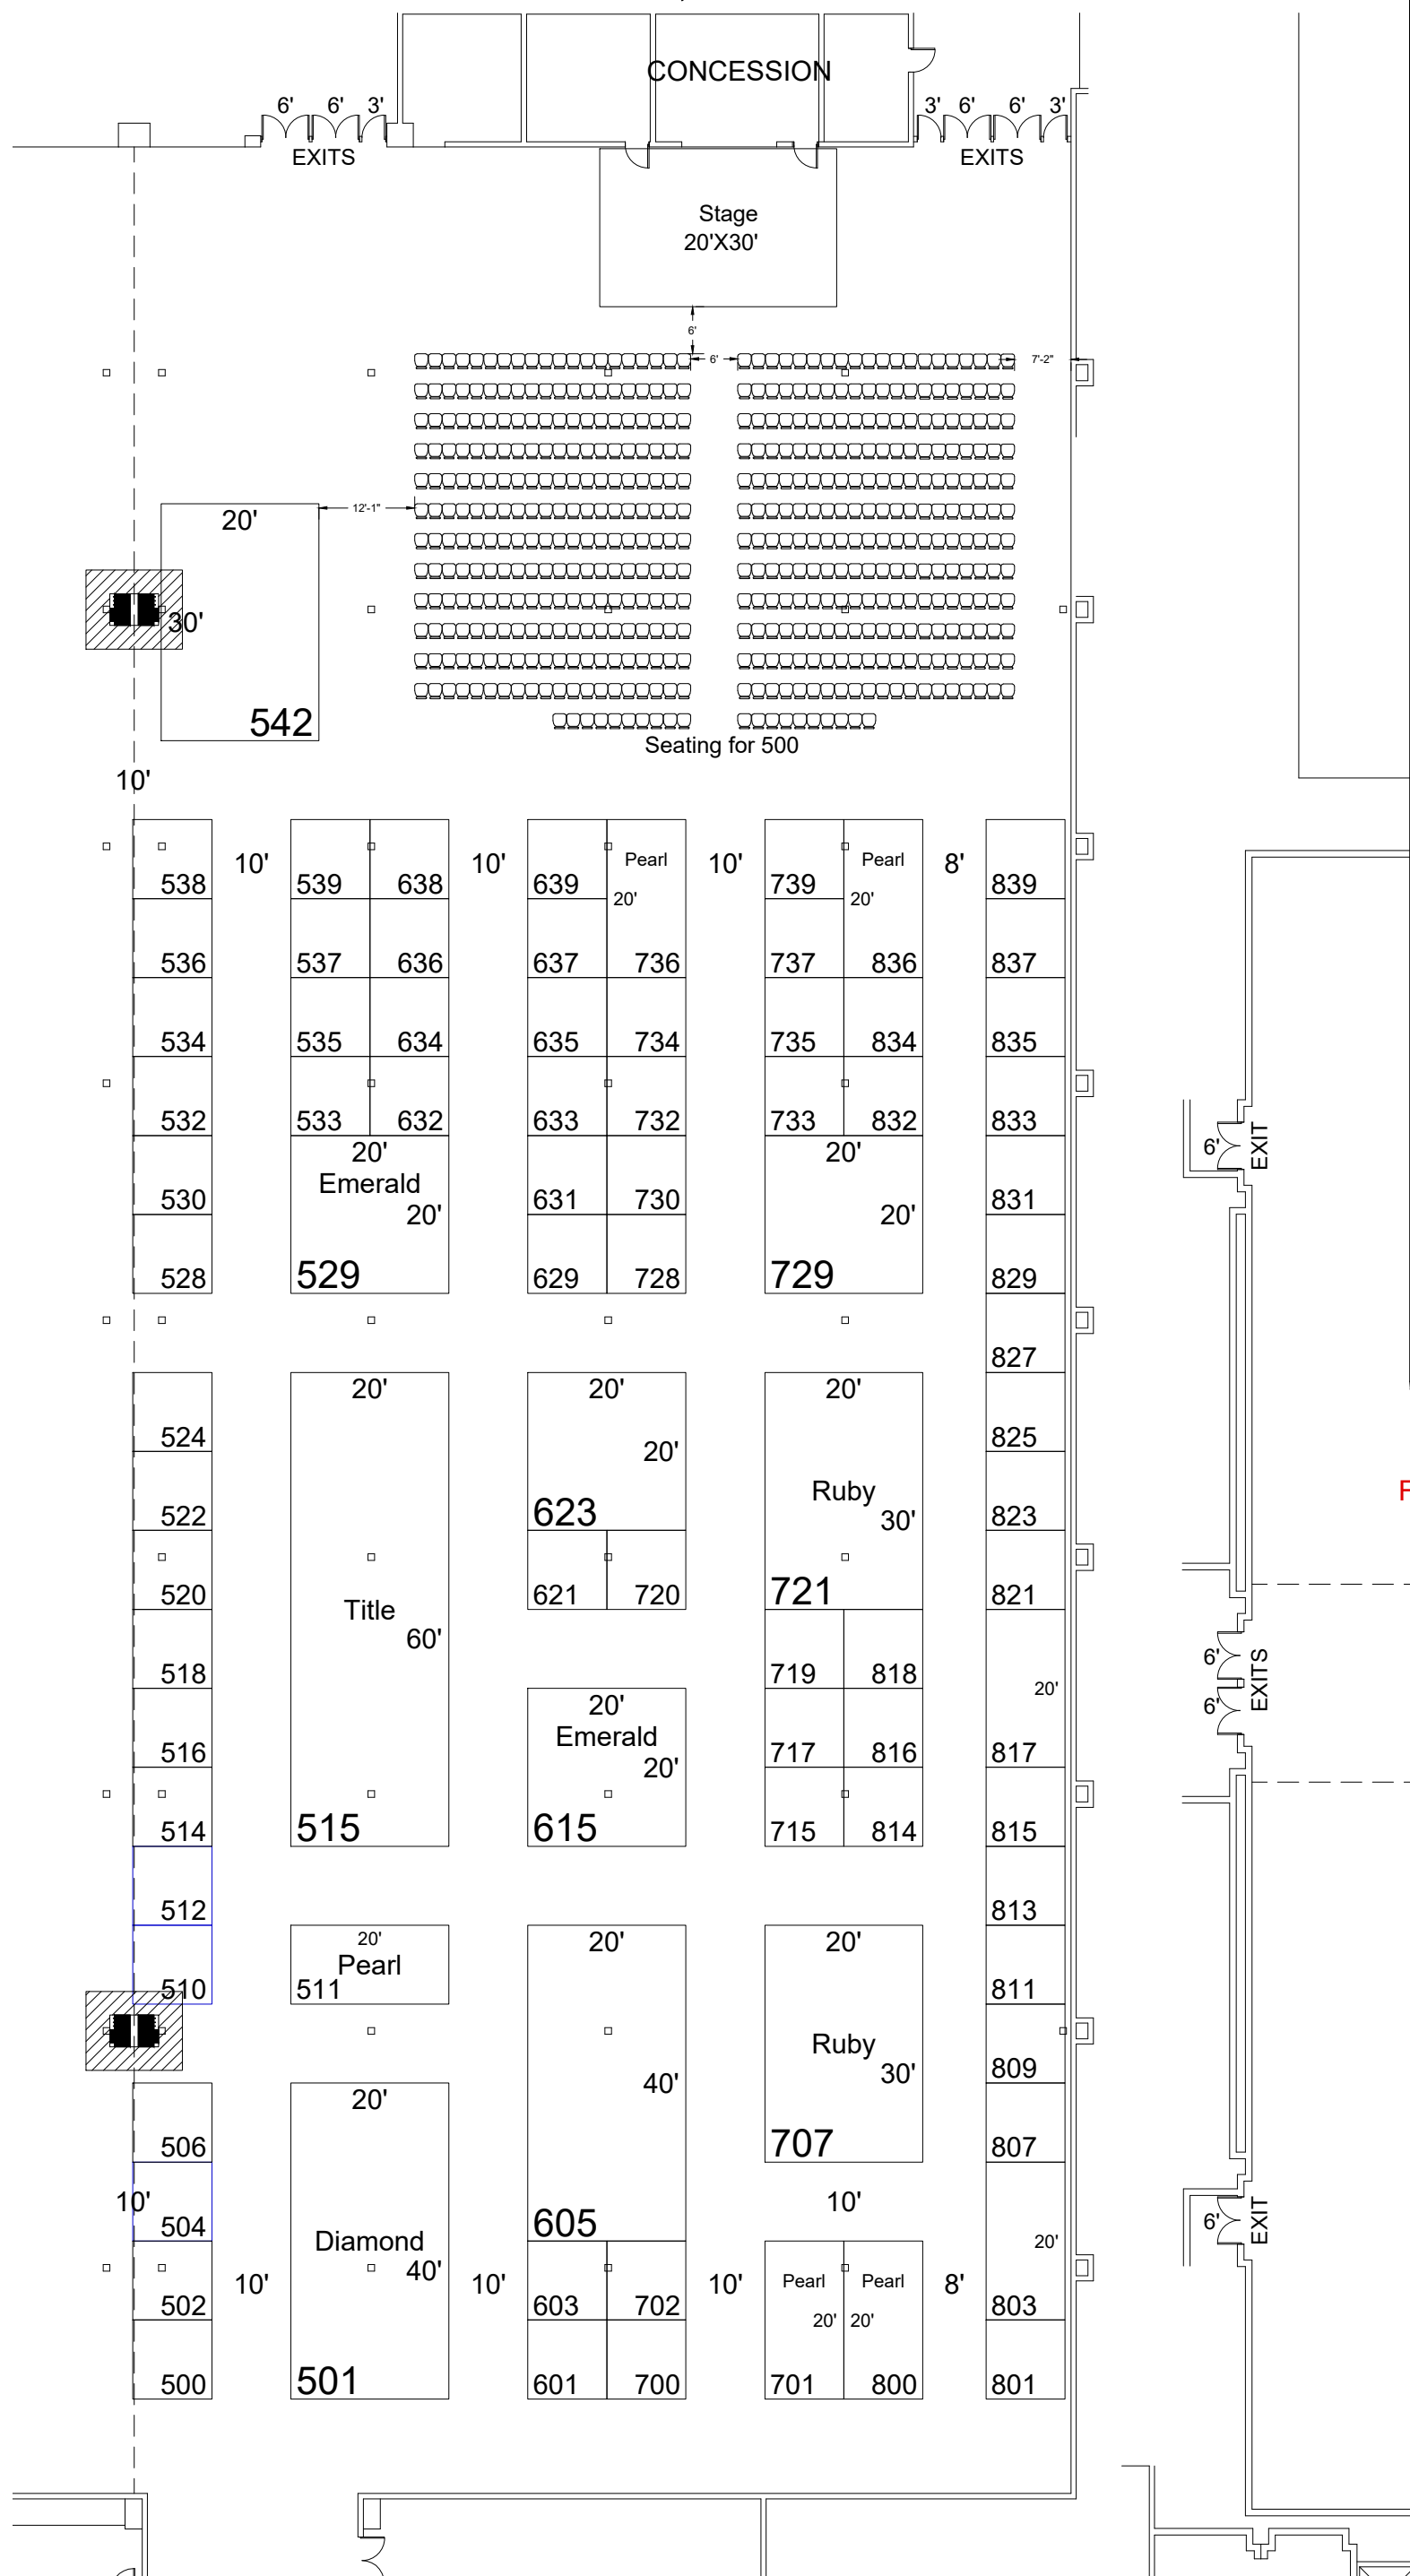 CONCESSION
6' 6' 3'
3' 6' 6' 3'
EXITS
EXITS
Stage
20'X30'
6'
6'
7'-2"
12'-1"
20'
30'
542
Seating for 500
10'
538 10' 539 638 10' 639 Pearl 20' 10' 739 Pearl 20' 8' 839
536 537 636 637 736 737 836 837
534 535 634 635 734 735 834 835
532 533 632 633 732 733 832 833
6' EXIT
530 20' Emerald 20' 631 730 20' 20' 831
528 529 629 728 729 829
827
20' 20' 20'
524 20' 825
522 623 Ruby 30' 823
F
520 Title 621 720 721 821
60'
518 719 818 20'
6' EXITS
6'
516 20' Emerald 20' 717 816 817
514 515 615 715 814 815
512 813
510 20' Pearl 511 20' 20' 811
Ruby 30' 809
506 20' 40' 707 807
10' 504 605 10' 20'
6' EXIT
Diamond 40'
502 10' 10' 603 702 10' Pearl 20' Pearl 20' 8' 803
500 501 601 700 701 800 801